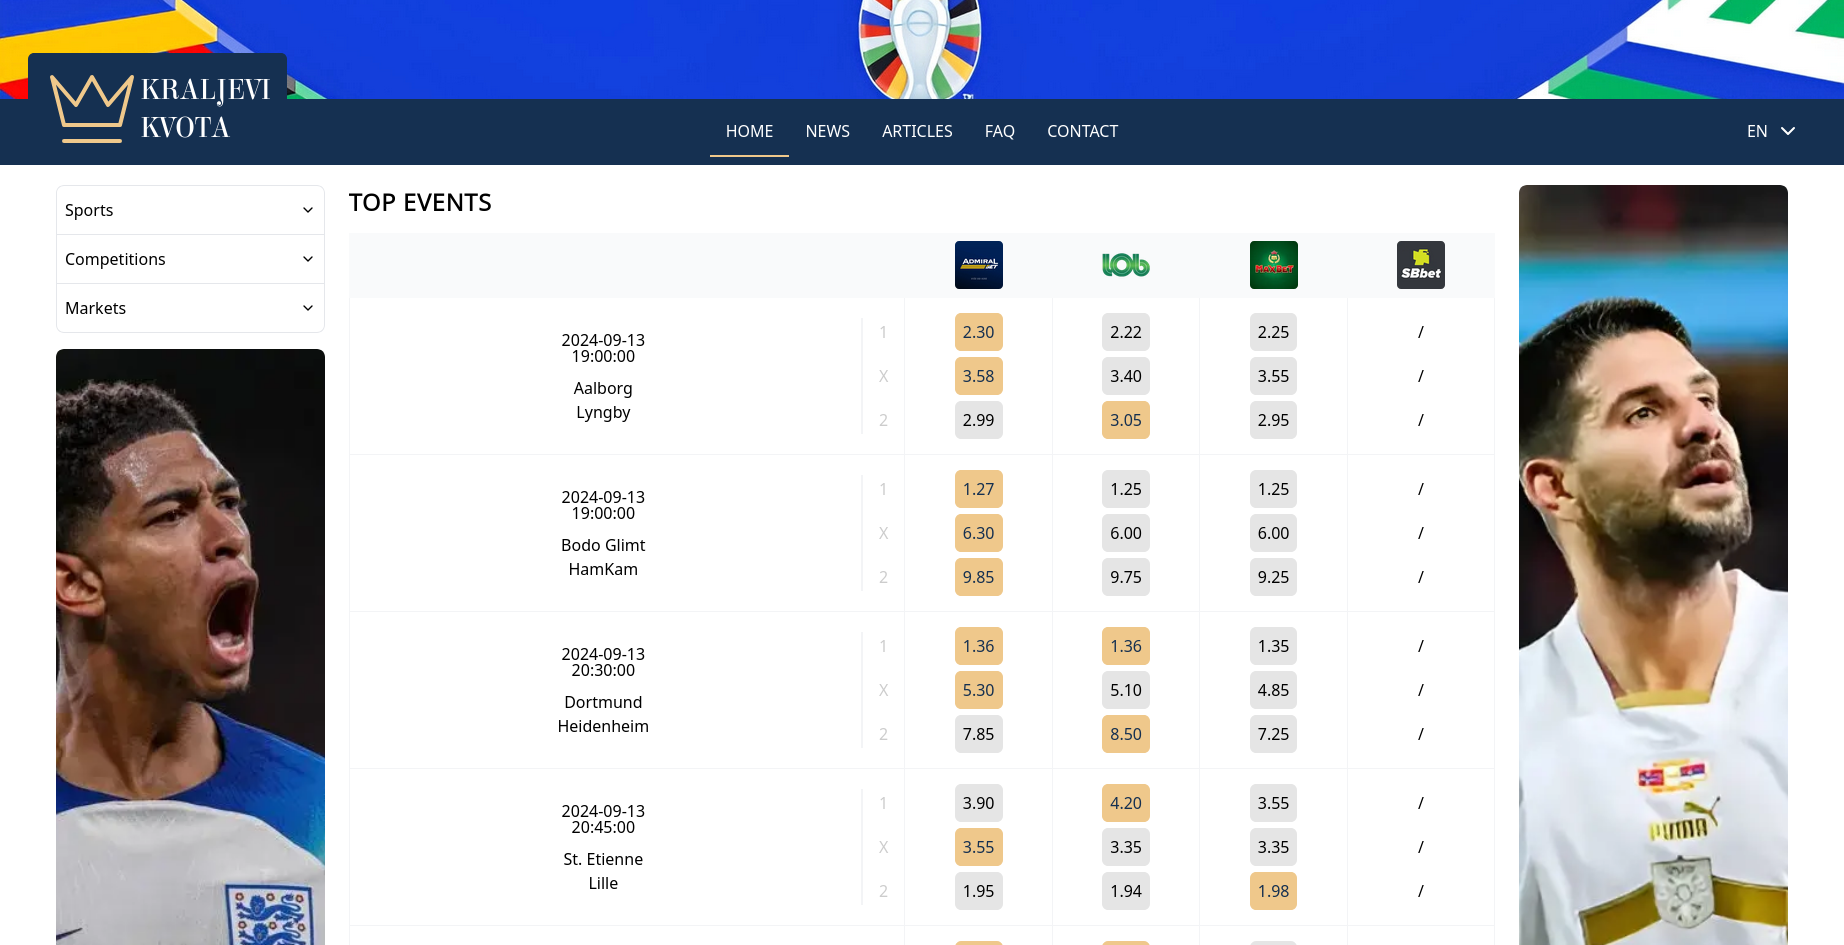 ™
KRALJEVI
KVOTA
HOME NEWS ARTICLES FAQ CONTACT EN
Sports
Competitions
Markets
TOP EVENTS
ADMIRAL BET lob MAXBET SBbet
2024-09-13
19:00:00
Aalborg
Lyngby
1 2.30 2.22 2.25 /
X 3.58 3.40 3.55 /
2 2.99 3.05 2.95 /
2024-09-13
19:00:00
Bodo Glimt
HamKam
1 1.27 1.25 1.25 /
X 6.30 6.00 6.00 /
2 9.85 9.75 9.25 /
2024-09-13
20:30:00
Dortmund
Heidenheim
1 1.36 1.36 1.35 /
X 5.30 5.10 4.85 /
2 7.85 8.50 7.25 /
2024-09-13
20:45:00
St. Etienne
Lille
1 3.90 4.20 3.55 /
X 3.55 3.35 3.35 /
2 1.95 1.94 1.98 /
PUMA